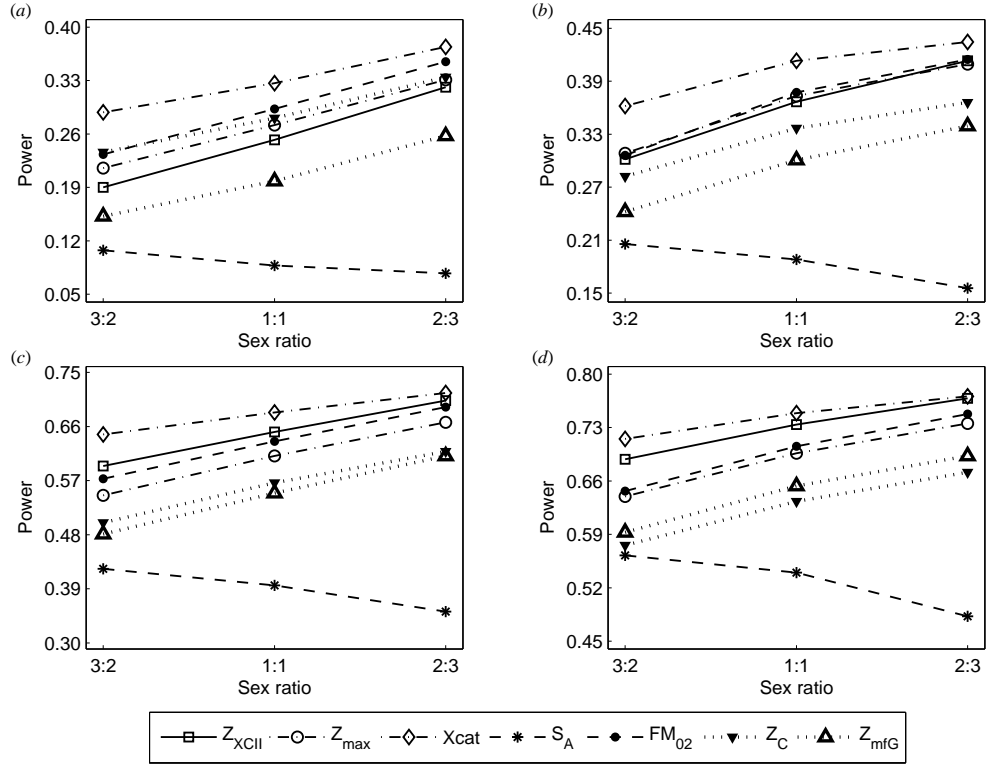 (a)
0.40
0.33
0.26
0.19
0.12
0.05
Power
3:2 1:1 2:3
Sex ratio
(b)
0.45
0.39
0.33
0.27
0.21
0.15
Power
3:2 1:1 2:3
Sex ratio
(c)
0.75
0.66
0.57
0.48
0.39
0.30
Power
3:2 1:1 2:3
Sex ratio
(d)
0.80
0.73
0.66
0.59
0.52
0.45
Power
3:2 1:1 2:3
Sex ratio
Z_XCII Z_max Xcat S_A FM_02 Z_C Z_mfG